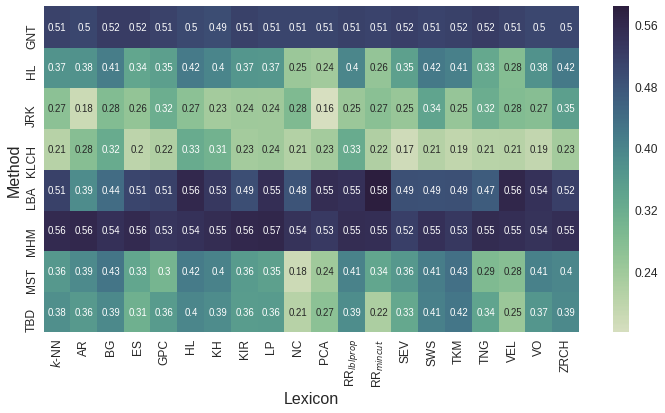 GNT 0.51 0.5 0.52 0.52 0.51 0.5 0.49 0.51 0.51 0.51 0.51 0.51 0.51 0.52 0.51 0.52 0.52 0.51 0.5 0.5
HL 0.37 0.38 0.41 0.34 0.35 0.42 0.4 0.37 0.37 0.25 0.24 0.4 0.26 0.35 0.42 0.41 0.33 0.28 0.38 0.42
JRK 0.27 0.18 0.28 0.26 0.32 0.27 0.23 0.24 0.24 0.28 0.16 0.25 0.27 0.25 0.34 0.25 0.32 0.28 0.27 0.35
KLCH 0.21 0.28 0.32 0.2 0.22 0.33 0.31 0.23 0.24 0.21 0.23 0.33 0.22 0.17 0.21 0.19 0.21 0.21 0.19 0.23
LBA 0.51 0.39 0.44 0.51 0.51 0.56 0.53 0.49 0.55 0.48 0.55 0.55 0.58 0.49 0.49 0.49 0.47 0.56 0.54 0.52
MHM 0.56 0.56 0.54 0.56 0.53 0.54 0.55 0.56 0.57 0.54 0.53 0.55 0.55 0.52 0.55 0.53 0.55 0.55 0.54 0.55
MST 0.36 0.39 0.43 0.33 0.3 0.42 0.4 0.36 0.35 0.18 0.24 0.41 0.34 0.36 0.41 0.43 0.29 0.28 0.41 0.4
TBD 0.38 0.36 0.39 0.31 0.36 0.4 0.39 0.36 0.36 0.21 0.27 0.39 0.22 0.33 0.41 0.42 0.34 0.25 0.37 0.39
Method
k-NN AR BG ES GPC HL KH KIR LP NC PCA RR_lblprop RR_mincut SEV SWS TKM TNG VEL VO ZRCH
Lexicon
0.56
0.48
0.40
0.32
0.24